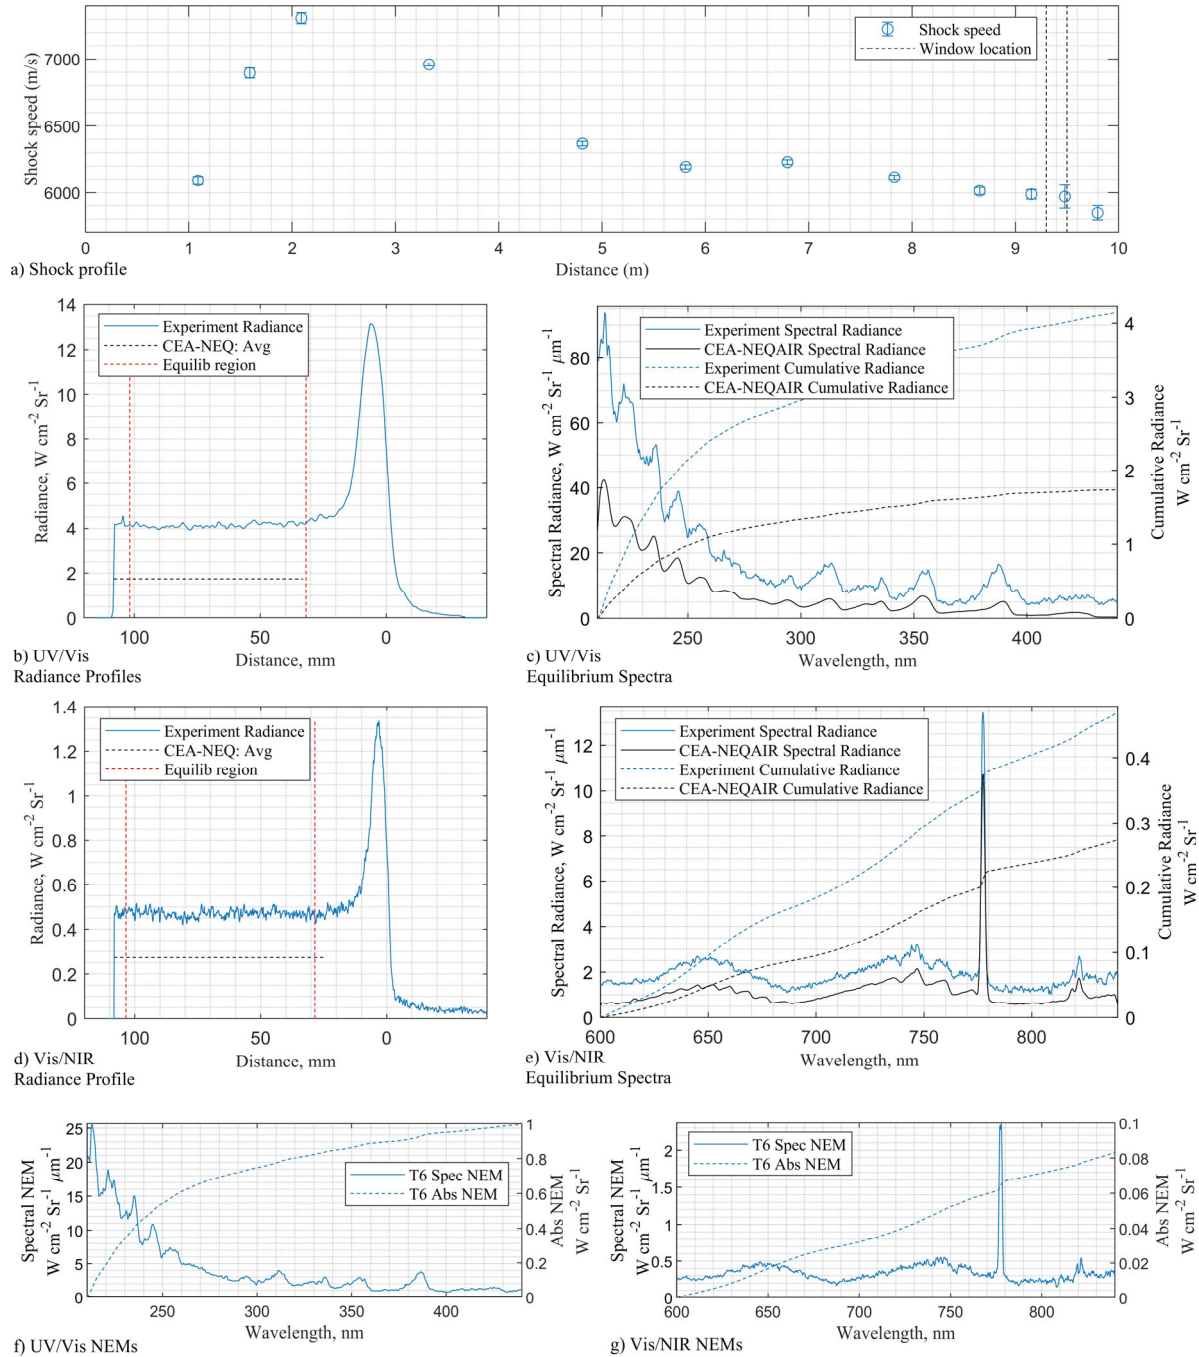 Shock speed (m/s)
7000
6500
6000
Shock speed
Window location
0 1 2 3 4 5 6 7 8 9 10
a) Shock profile
Distance (m)
Radiance, W cm-2 Sr-1
14
12
10
8
6
4
2
0
Experiment Radiance
CEA-NEQ: Avg
Equilib region
100 50 0
b) UV/Vis
Radiance Profiles
Distance, mm
Spectral Radiance, W cm-2 Sr-1 μm-1
80
60
40
20
0
Experiment Spectral Radiance
CEA-NEQAIR Spectral Radiance
Experiment Cumulative Radiance
CEA-NEQAIR Cumulative Radiance
4
3
2
1
0
Cumulative Radiance
W cm-2 Sr-1
250 300 350 400
c) UV/Vis
Equilibrium Spectra
Wavelength, nm
Radiance, W cm-2 Sr-1
1.4
1.2
1
0.8
0.6
0.4
0.2
0
Experiment Radiance
CEA-NEQ: Avg
Equilib region
100 50 0
d) Vis/NIR
Radiance Profile
Distance, mm
Spectral Radiance, W cm-2 Sr-1 μm-1
12
10
8
6
4
2
0
Experiment Spectral Radiance
CEA-NEQAIR Spectral Radiance
Experiment Cumulative Radiance
CEA-NEQAIR Cumulative Radiance
0.4
0.3
0.2
0.1
0
Cumulative Radiance
W cm-2 Sr-1
600 650 700 750 800
e) Vis/NIR
Equilibrium Spectra
Wavelength, nm
Spectral NEM
W cm-2 Sr-1 μm-1
25
20
15
10
5
0
T6 Spec NEM
T6 Abs NEM
1
0.8
0.6
0.4
0.2
0
Abs NEM
W cm-2 Sr-1
250 300 350 400
Wavelength, nm
f) UV/Vis NEMs
Spectral NEM
W cm-2 Sr-1 μm-1
2
1.5
1
0.5
0
T6 Spec NEM
T6 Abs NEM
0.1
0.08
0.06
0.04
0.02
0
Abs NEM
W cm-2 Sr-1
600 650 700 750 800
Wavelength, nm
g) Vis/NIR NEMs